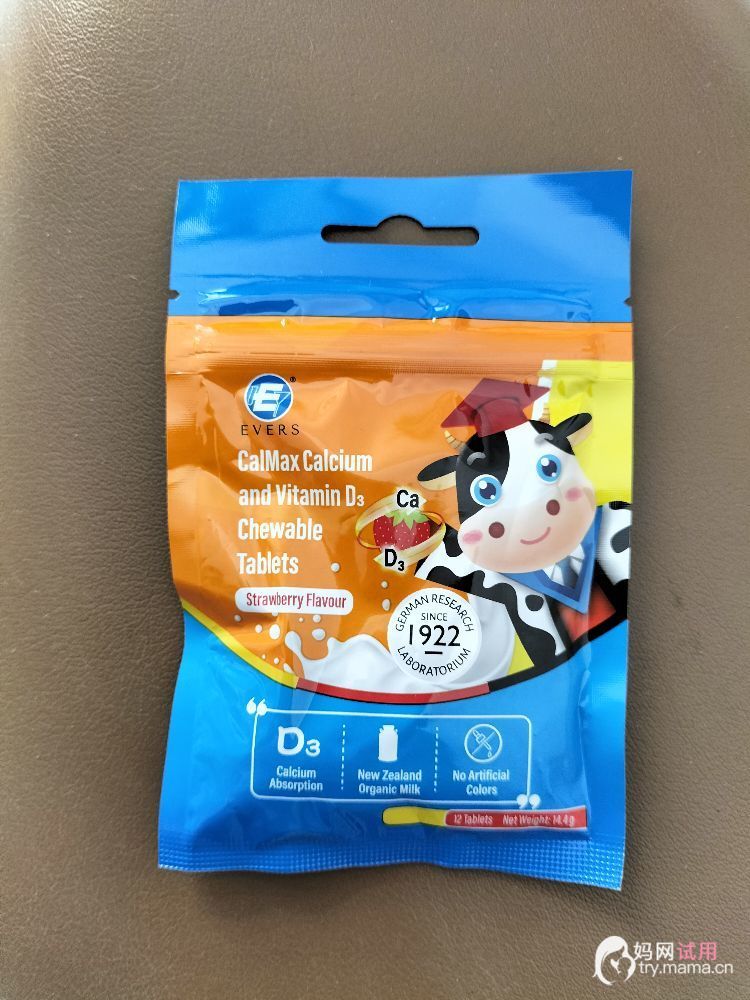 E®
EVERS
CalMax Calcium
and Vitamin D₃
Chewable
Tablets
Strawberry Flavour
Ca
D₃
GERMAN RESEARCH
SINCE
1922
LABORATORIUM
D₃
Calcium
Absorption
New Zealand
Organic Milk
No Artificial
Colors
12 Tablets Net Weight: 14.4g
妈网试用
try.mama.cn